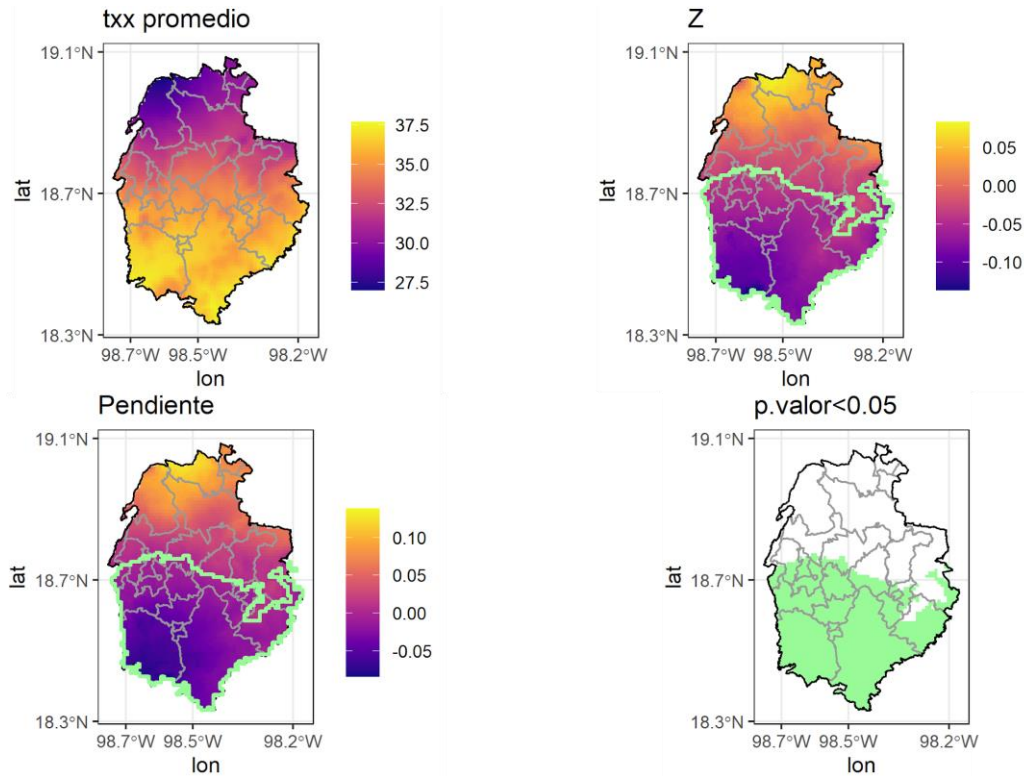 txx promedio
19.1°N
18.7°N
18.3°N
lat
98.7°W 98.5°W 98.2°W
lon
37.5
35.0
32.5
30.0
27.5
Z
19.1°N
18.7°N
18.3°N
lat
98.7°W 98.5°W 98.2°W
lon
0.05
0.00
-0.05
-0.10
Pendiente
19.1°N
18.7°N
18.3°N
lat
98.7°W 98.5°W 98.2°W
lon
0.10
0.05
0.00
-0.05
p.valor<0.05
19.1°N
18.7°N
18.3°N
lat
98.7°W 98.5°W 98.2°W
lon